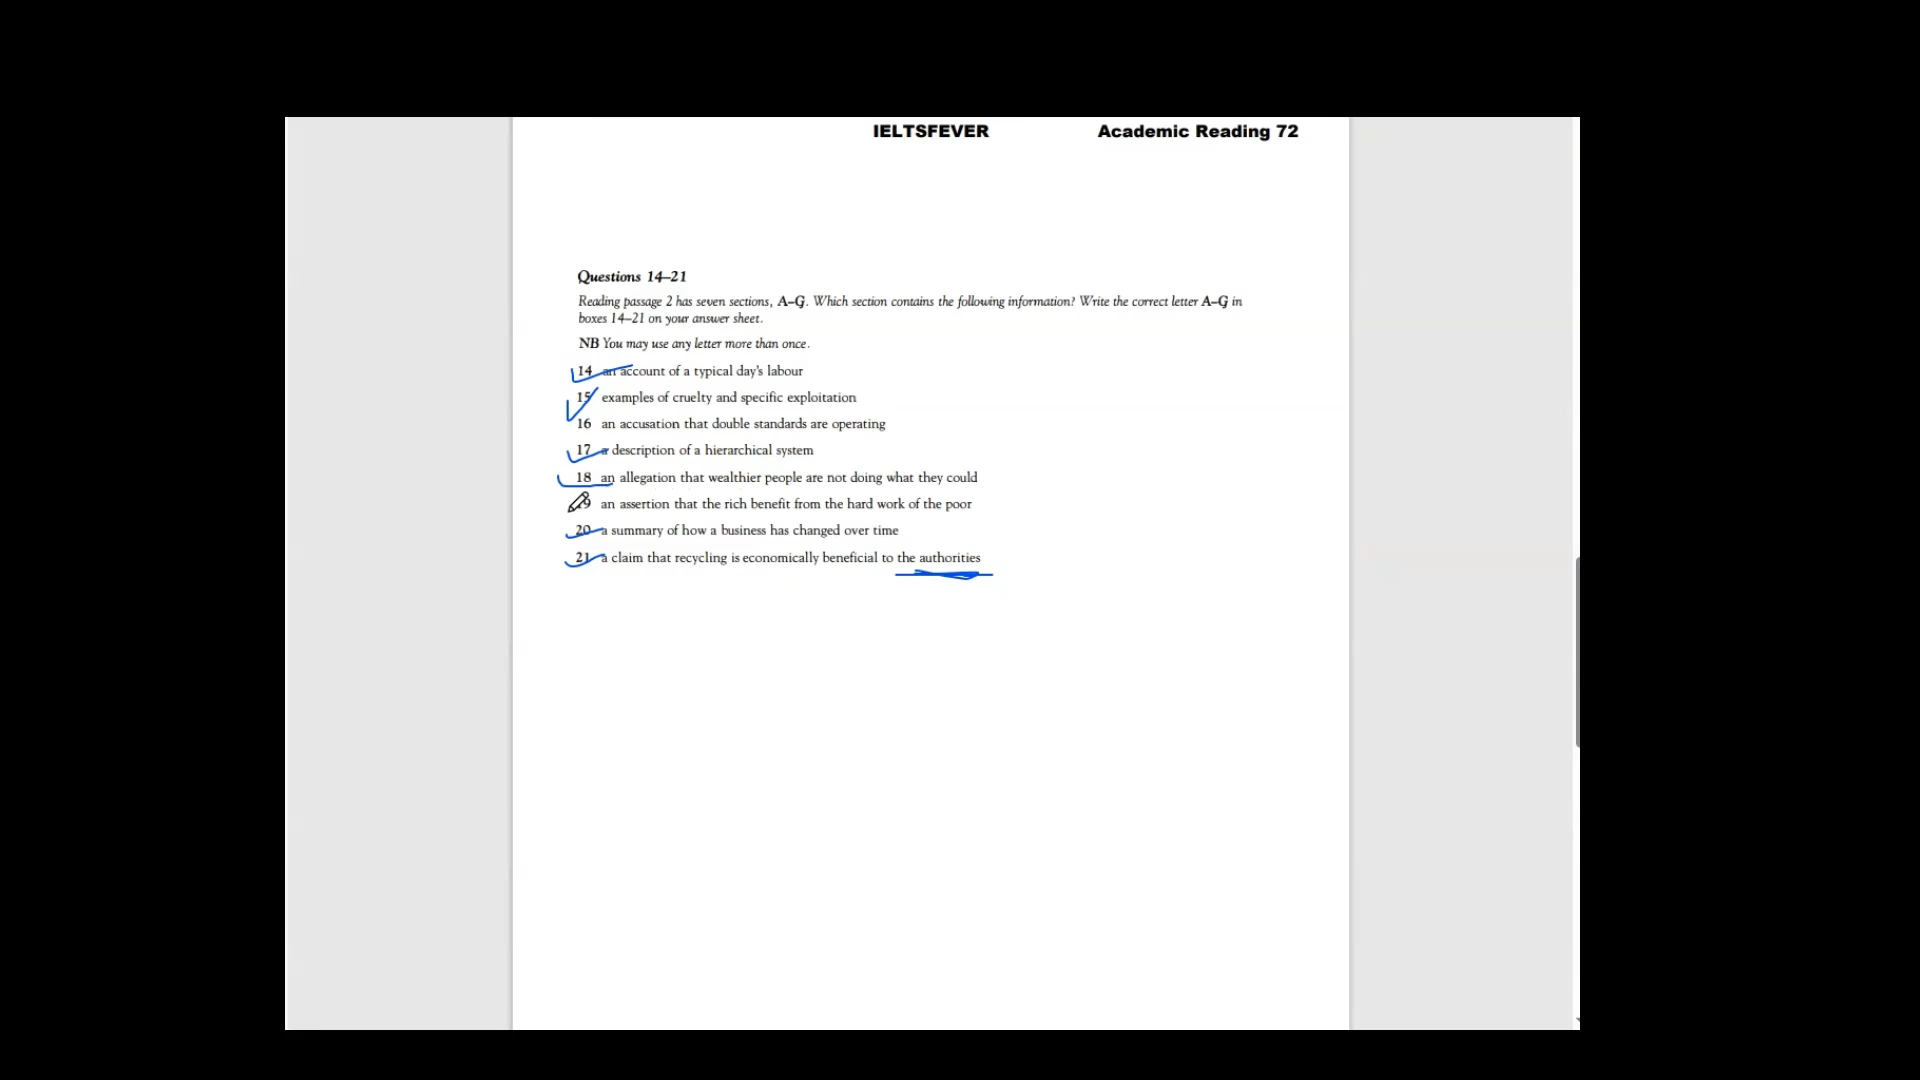 IELTSFEVER Academic Reading 72
Questions 14–21
Reading passage 2 has seven sections, A–G. Which section contains the following information? Write the correct letter A–G in
boxes 14–21 on your answer sheet.
NB You may use any letter more than once.
14 an account of a typical day's labour
15 examples of cruelty and specific exploitation
16 an accusation that double standards are operating
17 a description of a hierarchical system
18 an allegation that wealthier people are not doing what they could
9 an assertion that the rich benefit from the hard work of the poor
20 a summary of how a business has changed over time
21 a claim that recycling is economically beneficial to the authorities